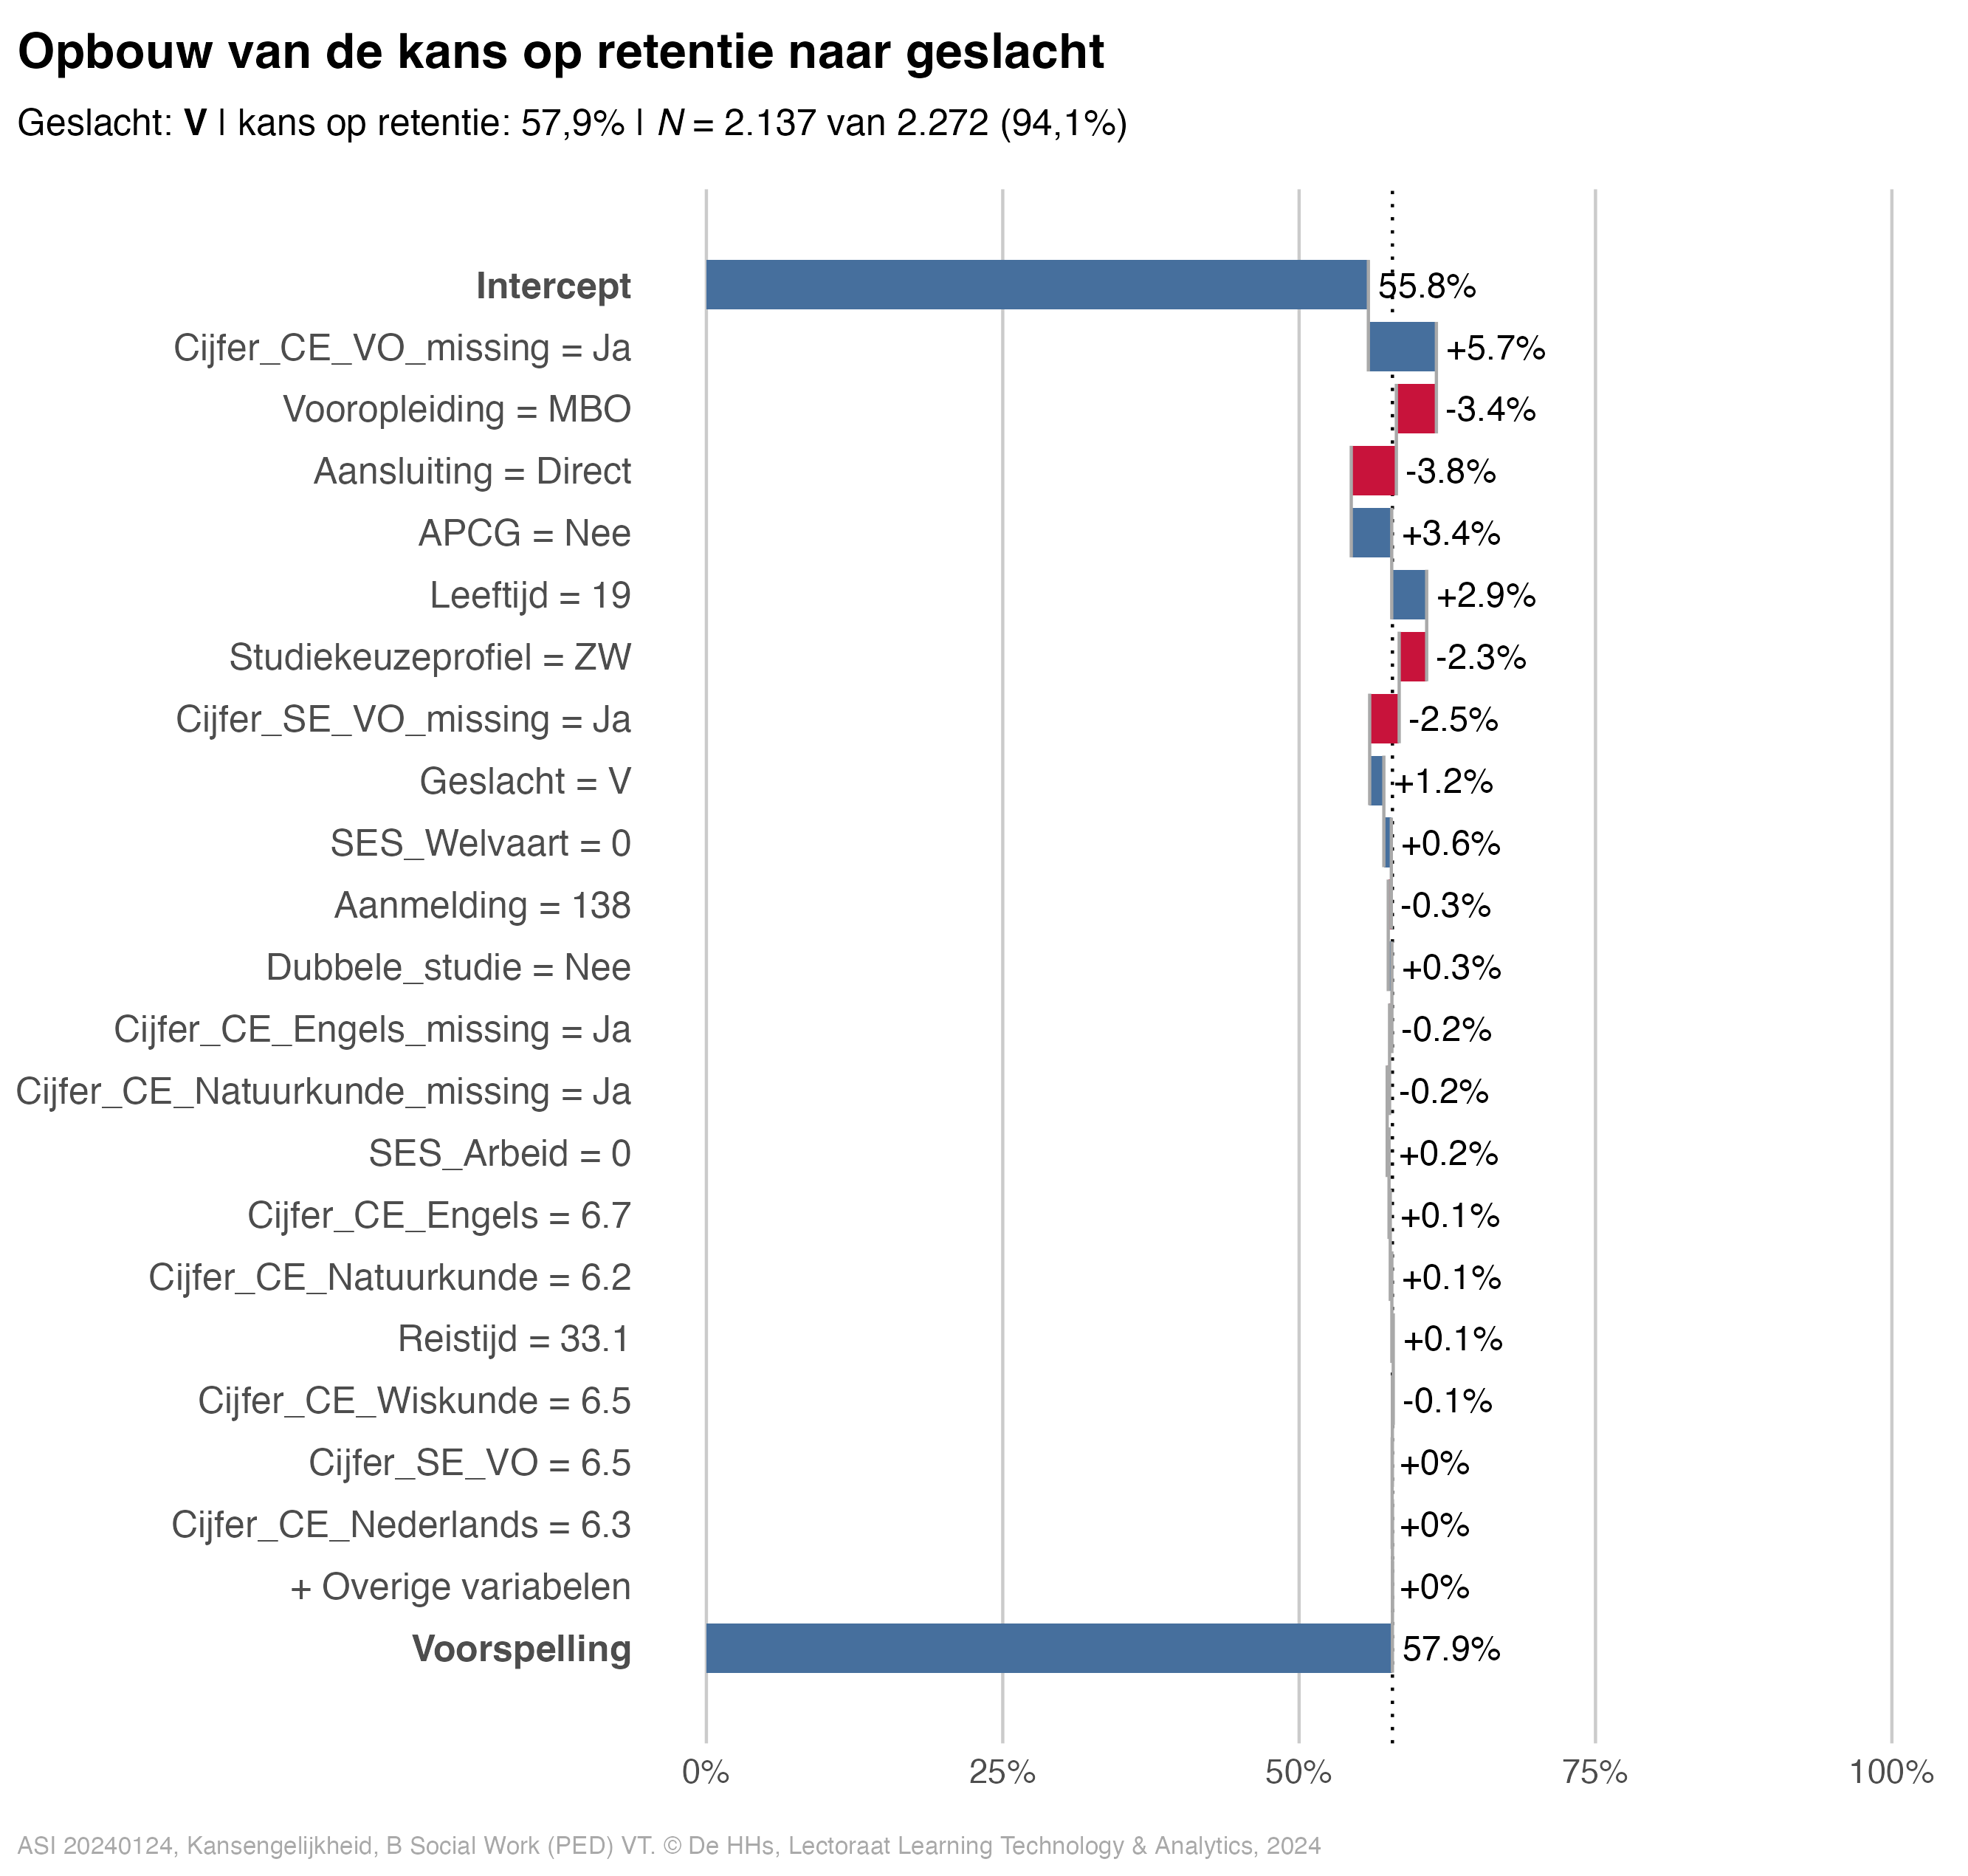 Opbouw van de kans op retentie naar geslacht
Geslacht: V | kans op retentie: 57,9% | N = 2.137 van 2.272 (94,1%)
Intercept 55.8%
Cijfer_CE_VO_missing = Ja +5.7%
Vooropleiding = MBO -3.4%
Aansluiting = Direct -3.8%
APCG = Nee +3.4%
Leeftijd = 19 +2.9%
Studiekeuzeprofiel = ZW -2.3%
Cijfer_SE_VO_missing = Ja -2.5%
Geslacht = V +1.2%
SES_Welvaart = 0 +0.6%
Aanmelding = 138 -0.3%
Dubbele_studie = Nee +0.3%
Cijfer_CE_Engels_missing = Ja -0.2%
Cijfer_CE_Natuurkunde_missing = Ja -0.2%
SES_Arbeid = 0 +0.2%
Cijfer_CE_Engels = 6.7 +0.1%
Cijfer_CE_Natuurkunde = 6.2 +0.1%
Reistijd = 33.1 +0.1%
Cijfer_CE_Wiskunde = 6.5 -0.1%
Cijfer_SE_VO = 6.5 +0%
Cijfer_CE_Nederlands = 6.3 +0%
+ Overige variabelen +0%
Voorspelling 57.9%
0% 25% 50% 75% 100%
ASI 20240124, Kansengelijkheid, B Social Work (PED) VT. © De HHs, Lectoraat Learning Technology & Analytics, 2024